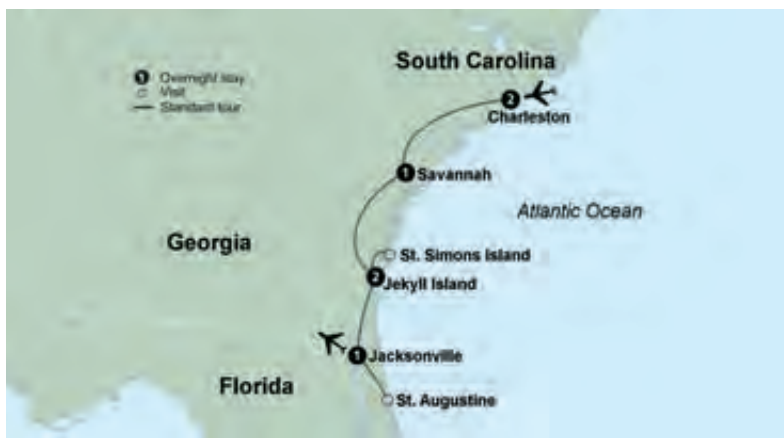 South Carolina
1 Overnight stay
Visit
Standard tour
2
Charleston
1 Savannah
Atlantic Ocean
Georgia
St. Simons Island
2
Jekyll Island
1 Jacksonville
Florida
St. Augustine